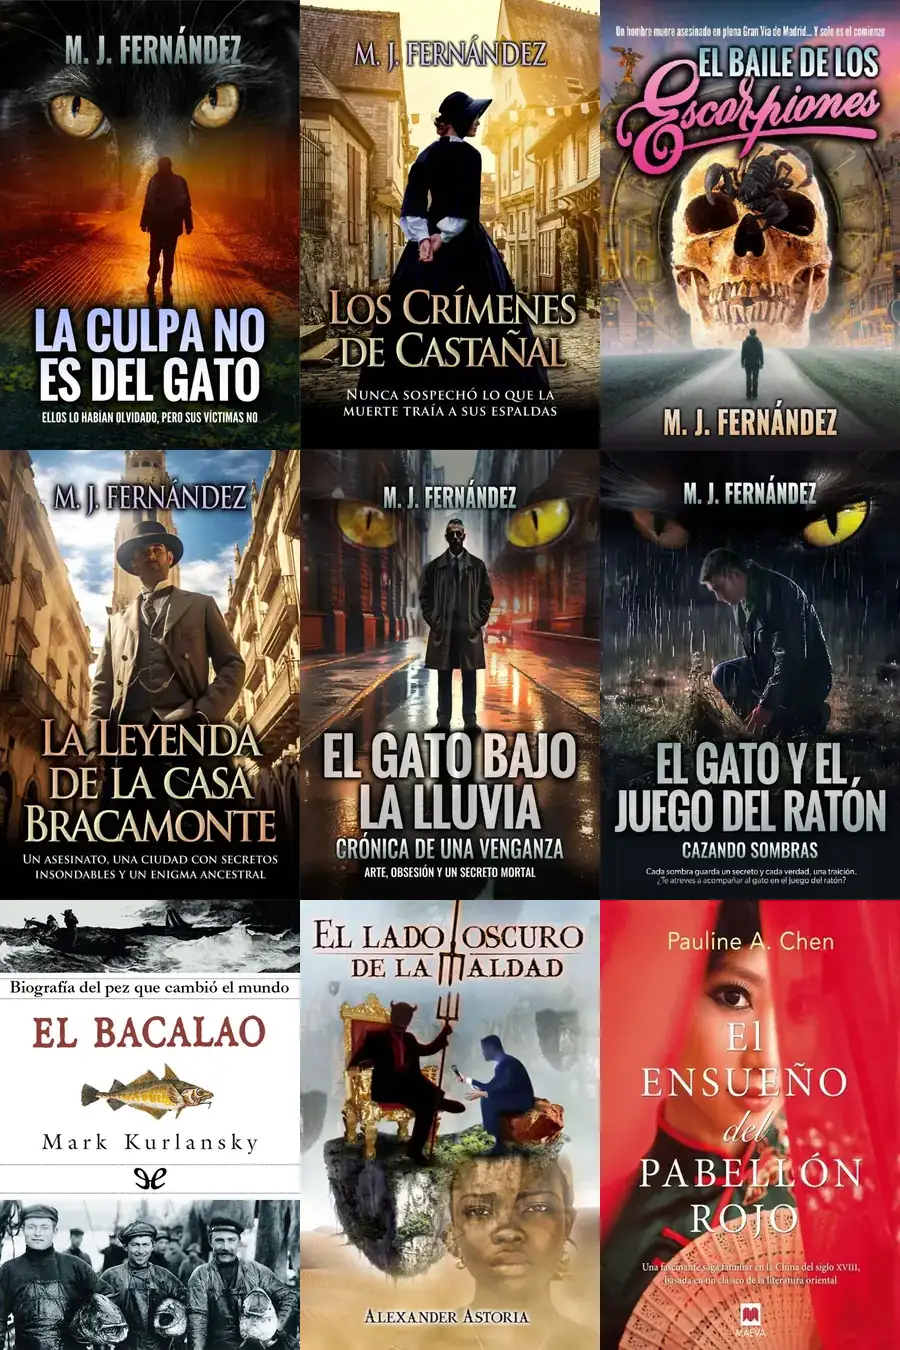 M. J. FERNÁNDEZ
LA CULPA NO
ES DEL GATO
ELLOS LO HABÍAN OLVIDADO, PERO SUS VÍCTIMAS NO
M. J. FERNÁNDEZ
LOS CRÍMENES
DE CASTAÑAL
NUNCA SOSPECHÓ LO QUE LA
MUERTE TRAÍA A SUS ESPALDAS
Un hombre muere asesinado en plena Gran Vía de Madrid... Y solo es el comienzo
EL BAILE DE LOS
Escorpiones
M. J. FERNÁNDEZ
M. J. FERNÁNDEZ
LA LEYENDA
DE LA CASA
BRACAMONTE
UN ASESINATO, UNA CIUDAD CON SECRETOS
INSONDABLES Y UN ENIGMA ANCESTRAL
M. J. FERNÁNDEZ
EL GATO BAJO
LA LLUVIA
CRÓNICA DE UNA VENGANZA
ARTE, OBSESIÓN Y UN SECRETO MORTAL
M. J. FERNÁNDEZ
EL GATO Y EL
JUEGO DEL RATÓN
CAZANDO SOMBRAS
Cada sombra guarda un secreto y cada verdad, una traición.
¿Te atreves a acompañar al gato en el juego del ratón?
Biografía del pez que cambió el mundo
EL BACALAO
Mark Kurlansky
EL LADO OSCURO
DE LA MALDAD
ALEXANDER ASTORIA
Pauline A. Chen
El
ENSUEÑO
del
PABELLÓN
ROJO
Una fascinante saga familiar en la China del siglo XVIII,
basada en un clásico de la literatura oriental
MAEVA